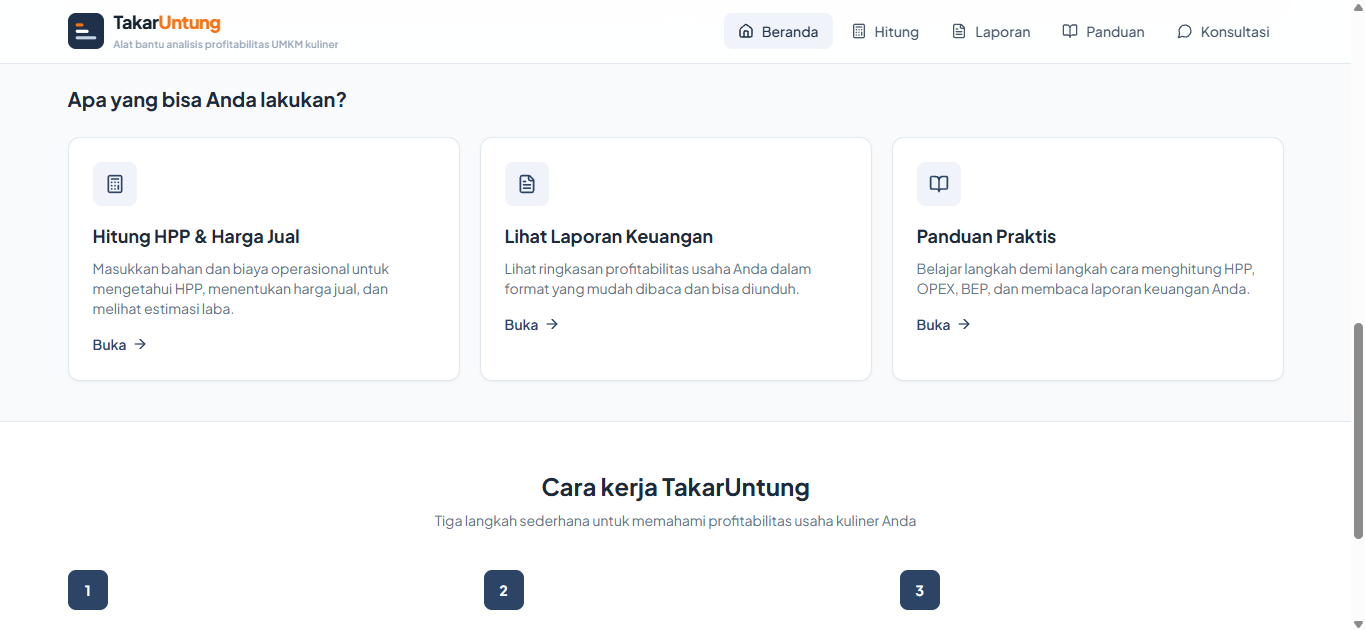 TakarUntung
Alat bantu analisis profitabilitas UMKM kuliner
Beranda
Hitung
Laporan
Panduan
Konsultasi
Apa yang bisa Anda lakukan?
Hitung HPP & Harga Jual
Masukkan bahan dan biaya operasional untuk
mengetahui HPP, menentukan harga jual, dan
melihat estimasi laba.
Buka →
Lihat Laporan Keuangan
Lihat ringkasan profitabilitas usaha Anda dalam
format yang mudah dibaca dan bisa diunduh.
Buka →
Panduan Praktis
Belajar langkah demi langkah cara menghitung HPP,
OPEX, BEP, dan membaca laporan keuangan Anda.
Buka →
Cara kerja TakarUntung
Tiga langkah sederhana untuk memahami profitabilitas usaha kuliner Anda
1
2
3